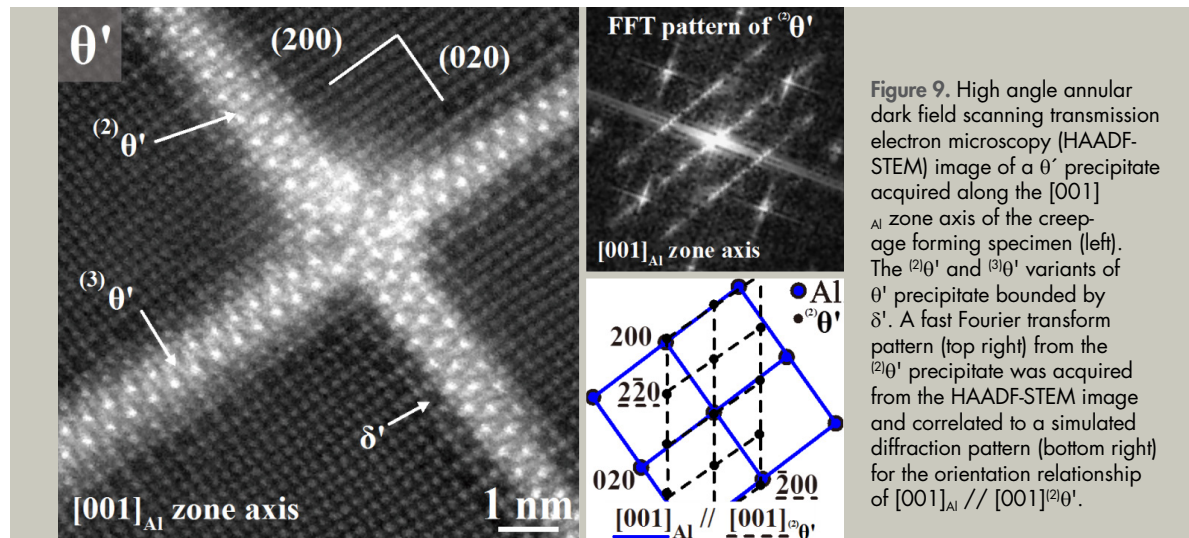 θ'
(200)
(020)
⁽²⁾θ'
⁽³⁾θ'
δ'
[001]Al zone axis
1 nm
FFT pattern of ⁽²⁾θ'
[001]Al zone axis
Al
⁽²⁾θ'
200
2̄2̄0
020
2̄00
[001]Al // [001]⁽²⁾θ'
Figure 9. High angle annular
dark field scanning transmission
electron microscopy (HAADF-
STEM) image of a θ´ precipitate
acquired along the [001]
Al zone axis of the creep-
age forming specimen (left).
The ⁽²⁾θ' and ⁽³⁾θ' variants of
θ' precipitate bounded by
δ'. A fast Fourier transform
pattern (top right) from the
⁽²⁾θ' precipitate was acquired
from the HAADF-STEM image
and correlated to a simulated
diffraction pattern (bottom right)
for the orientation relationship
of [001]Al // [001]⁽²⁾θ'.